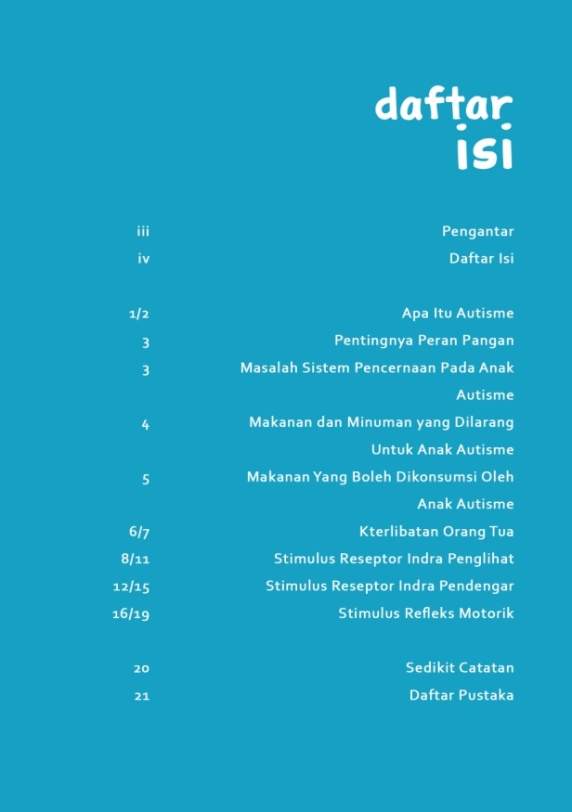 daftar
isi
iii Pengantar
iv Daftar Isi
1/2 Apa Itu Autisme
3 Pentingnya Peran Pangan
3 Masalah Sistem Pencernaan Pada Anak
Autisme
4 Makanan dan Minuman yang Dilarang
Untuk Anak Autisme
5 Makanan Yang Boleh Dikonsumsi Oleh
Anak Autisme
6/7 Kterlibatan Orang Tua
8/11 Stimulus Reseptor Indra Penglihat
12/15 Stimulus Reseptor Indra Pendengar
16/19 Stimulus Refleks Motorik
20 Sedikit Catatan
21 Daftar Pustaka